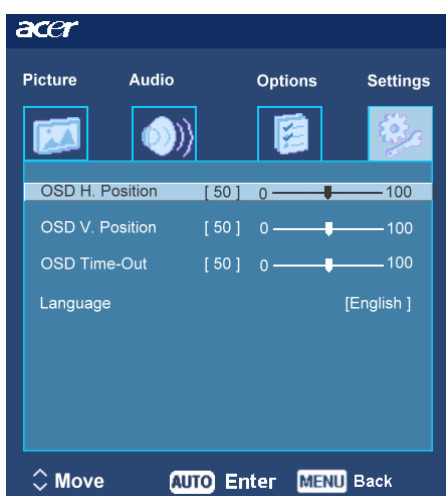 acer
Picture Audio Options Settings
OSD H. Position [ 50 ] 0 100
OSD V. Position [ 50 ] 0 100
OSD Time-Out [ 50 ] 0 100
Language [English ]
Move AUTO Enter MENU Back